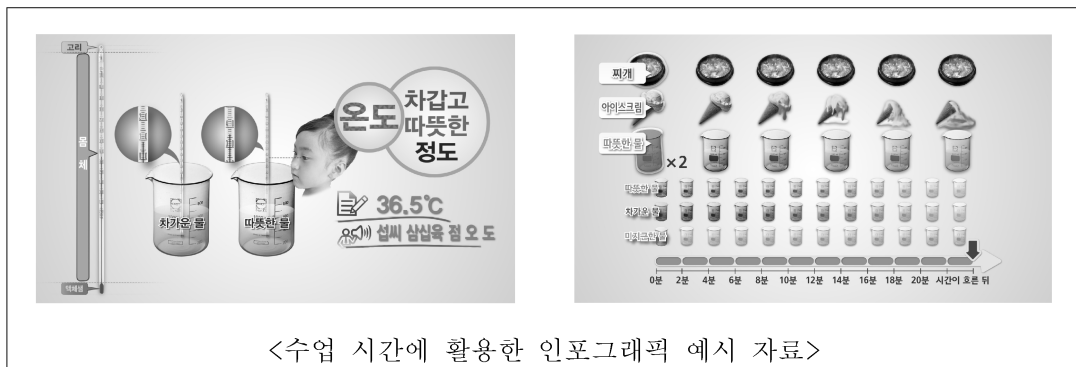 고리
몸체
액체샘
차가운 물
따뜻한 물
온도
차갑고
따뜻한
정도
36.5℃
섭씨 삼십육 점 오 도
찌개
아이스크림
따뜻한 물
×2
따뜻한 물
차가운 물
미지근한 물
0분 2분 4분 6분 8분 10분 12분 14분 16분 18분 20분 시간이 흐른 뒤
<수업 시간에 활용한 인포그래픽 예시 자료>